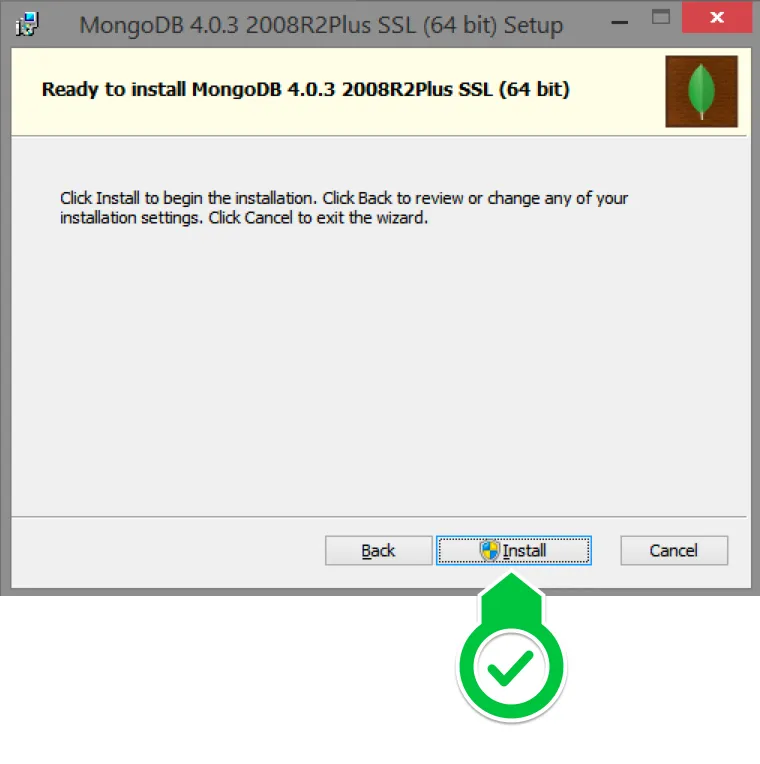 MongoDB 4.0.3 2008R2Plus SSL (64 bit) Setup
Ready to install MongoDB 4.0.3 2008R2Plus SSL (64 bit)
Click Install to begin the installation. Click Back to review or change any of your
installation settings. Click Cancel to exit the wizard.
Back
Install
Cancel